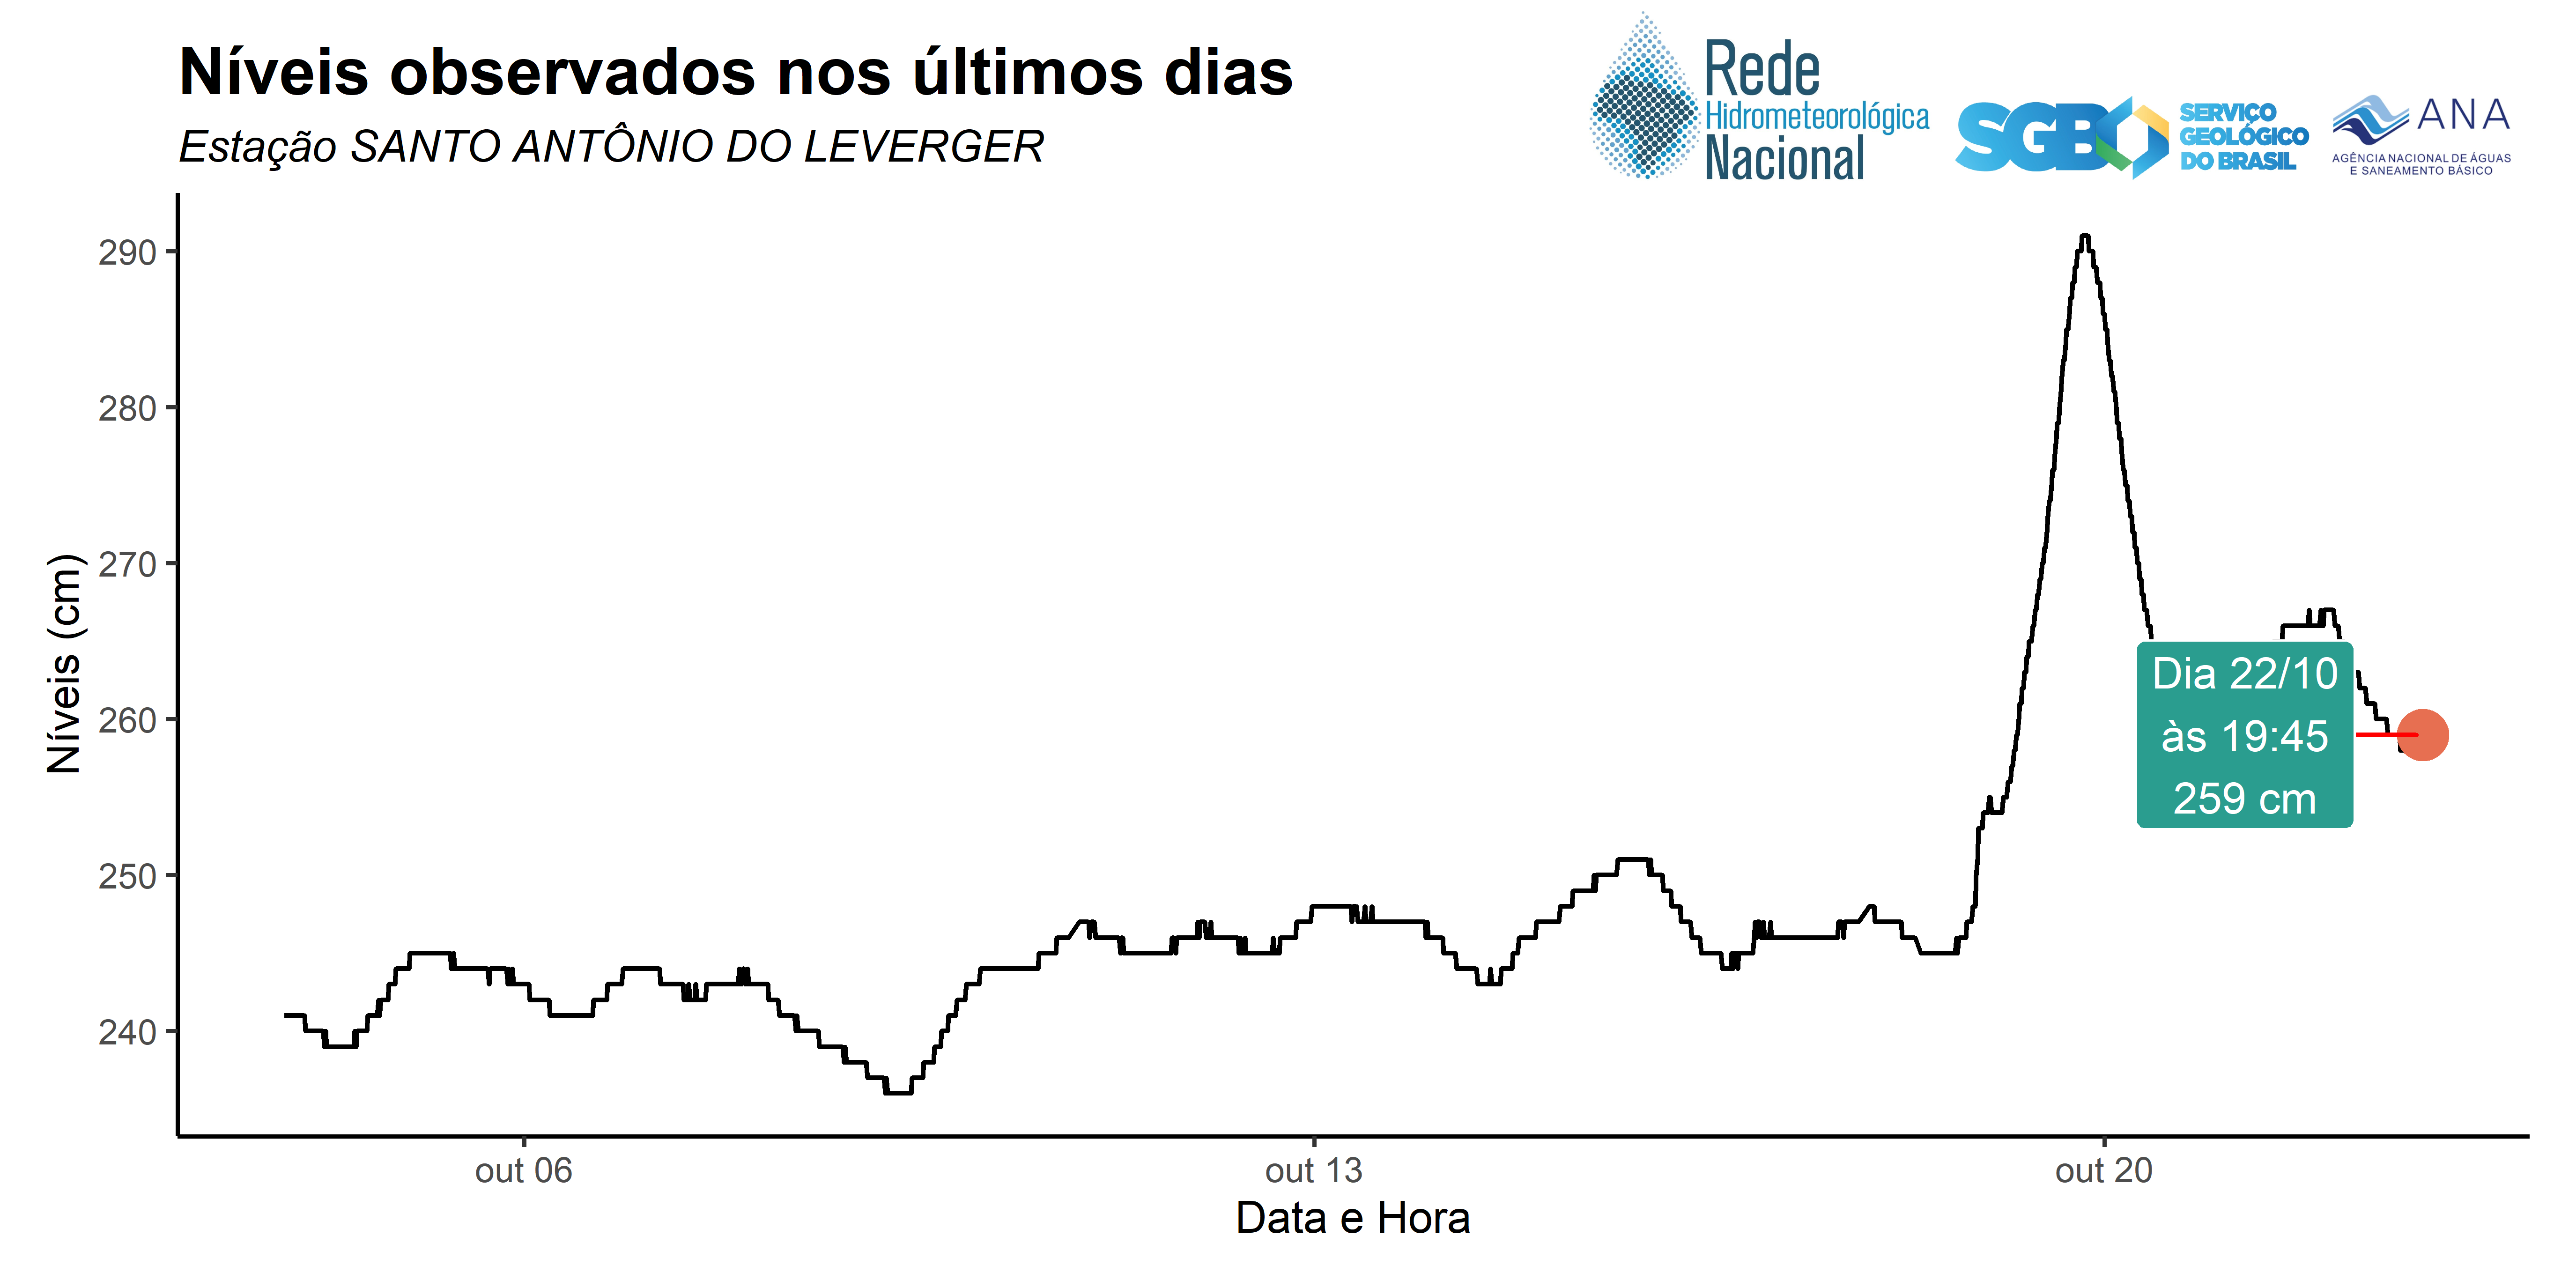 Níveis observados nos últimos dias
Estação SANTO ANTÔNIO DO LEVERGER
Rede
Hidrometeorológica
Nacional
SGB
SERVIÇO
GEOLÓGICO
DO BRASIL
ANA
AGÊNCIA NACIONAL DE ÁGUAS
E SANEAMENTO BÁSICO
Níveis (cm)
290
280
270
260
250
240
Dia 22/10
às 19:45
259 cm
out 06
out 13
out 20
Data e Hora